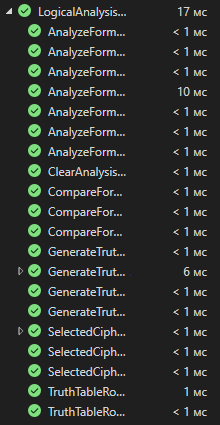 LogicalAnalysis... 17 мс
AnalyzeForm... < 1 мс
AnalyzeForm... < 1 мс
AnalyzeForm... < 1 мс
AnalyzeForm... 10 мс
AnalyzeForm... < 1 мс
AnalyzeForm... < 1 мс
AnalyzeForm... < 1 мс
ClearAnalysis... < 1 мс
CompareFor... < 1 мс
CompareFor... < 1 мс
CompareFor... < 1 мс
GenerateTrut... < 1 мс
GenerateTrut... 6 мс
GenerateTrut... < 1 мс
GenerateTrut... < 1 мс
SelectedCiph... < 1 мс
SelectedCiph... < 1 мс
SelectedCiph... < 1 мс
TruthTableRo... 1 мс
TruthTableRo... < 1 мс